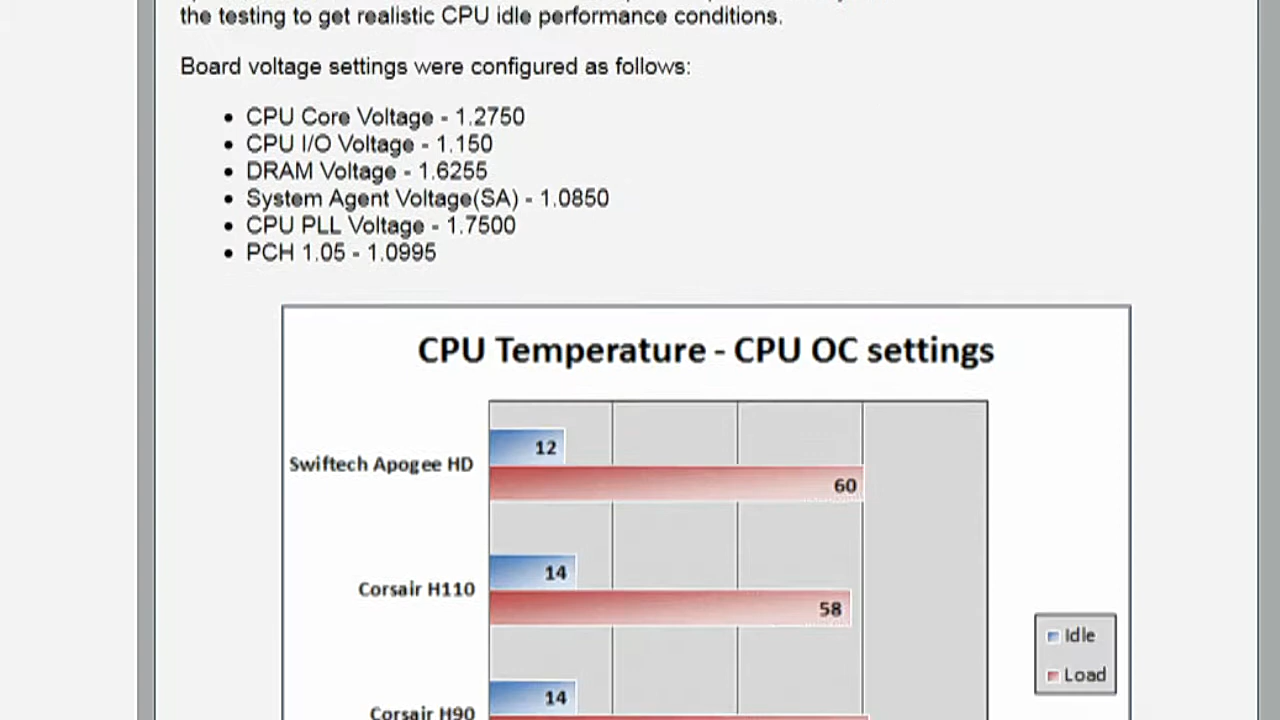 the testing to get realistic CPU idle performance conditions.
Board voltage settings were configured as follows:
CPU Core Voltage - 1.2750
CPU I/O Voltage - 1.150
DRAM Voltage - 1.6255
System Agent Voltage(SA) - 1.0850
CPU PLL Voltage - 1.7500
PCH 1.05 - 1.0995
CPU Temperature - CPU OC settings
Swiftech Apogee HD
12
60
Corsair H110
14
58
Corsair H90
14
Idle
Load